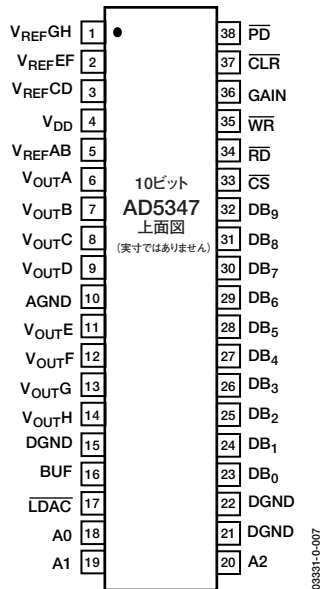 VREFGH 1
VREFEF 2
VREFCD 3
VDD 4
VREFAB 5
VOUTA 6
VOUTB 7
VOUTC 8
VOUTD 9
AGND 10
VOUTE 11
VOUTF 12
VOUTG 13
VOUTH 14
DGND 15
BUF 16
LDAC 17
A0 18
A1 19
10ビット
AD5347
上面図
(実寸ではありません)
38 PD
37 CLR
36 GAIN
35 WR
34 RD
33 CS
32 DB9
31 DB8
30 DB7
29 DB6
28 DB5
27 DB4
26 DB3
25 DB2
24 DB1
23 DB0
22 DGND
21 DGND
20 A2
03331-0-007